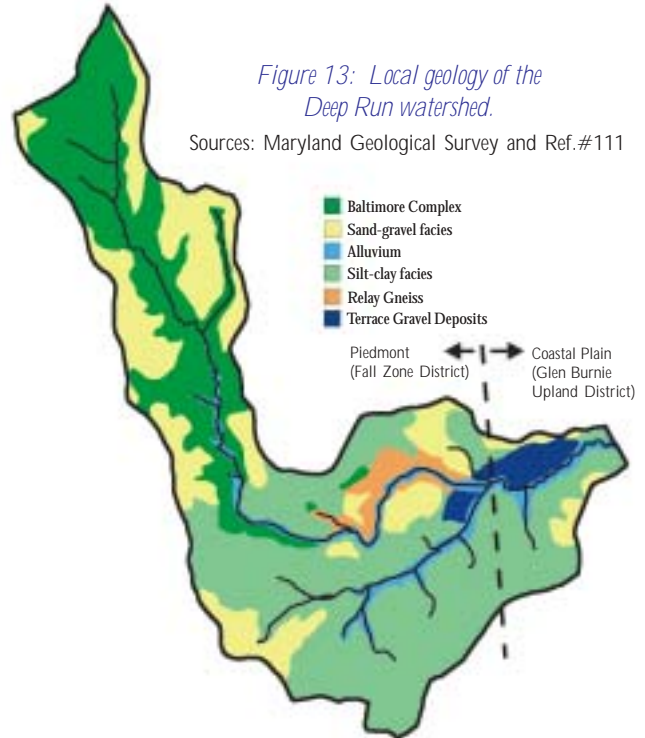 Figure 13: Local geology of the
Deep Run watershed.
Sources: Maryland Geological Survey and Ref.#111
Baltimore Complex
Sand-gravel facies
Alluvium
Silt-clay facies
Relay Gneiss
Terrace Gravel Deposits
Piedmont
(Fall Zone District)
Coastal Plain
(Glen Burnie
Upland District)